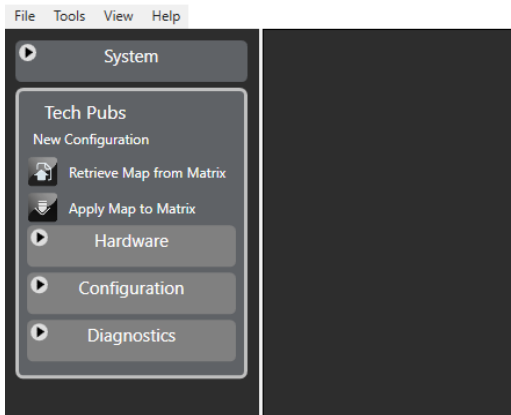 File Tools View Help
System
Tech Pubs
New Configuration
Retrieve Map from Matrix
Apply Map to Matrix
Hardware
Configuration
Diagnostics